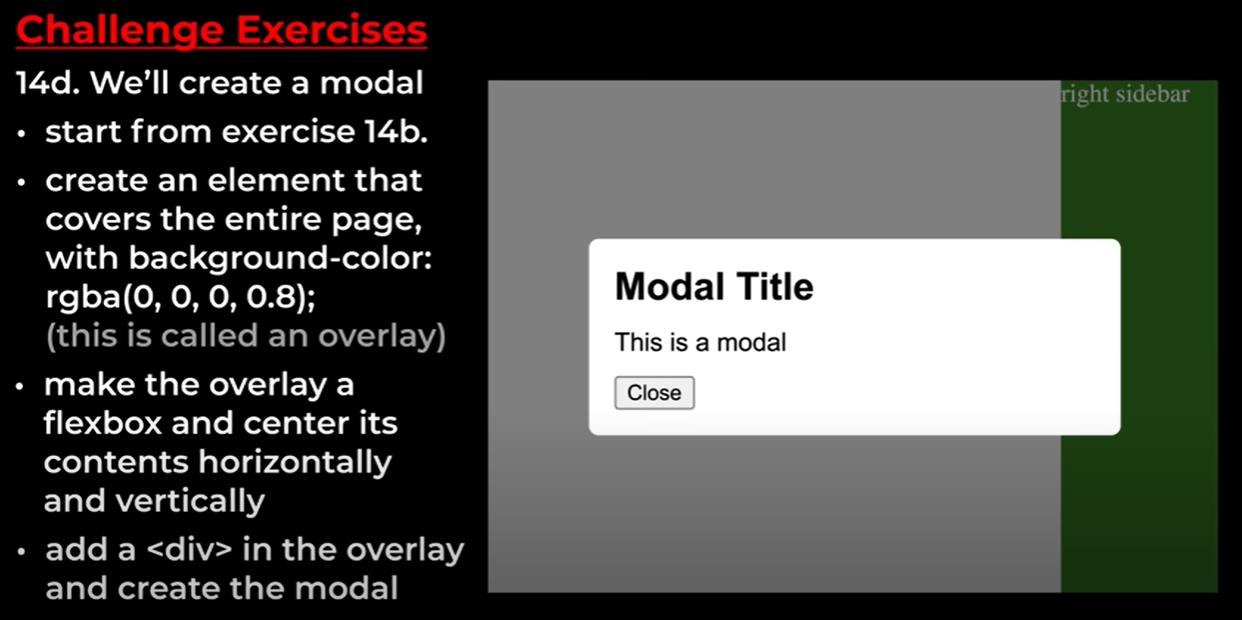 Challenge Exercises
14d. We’ll create a modal
• start from exercise 14b.
• create an element that
covers the entire page,
with background-color:
rgba(0, 0, 0, 0.8);
(this is called an overlay)
• make the overlay a
flexbox and center its
contents horizontally
and vertically
• add a <div> in the overlay
and create the modal
right sidebar
Modal Title
This is a modal
Close